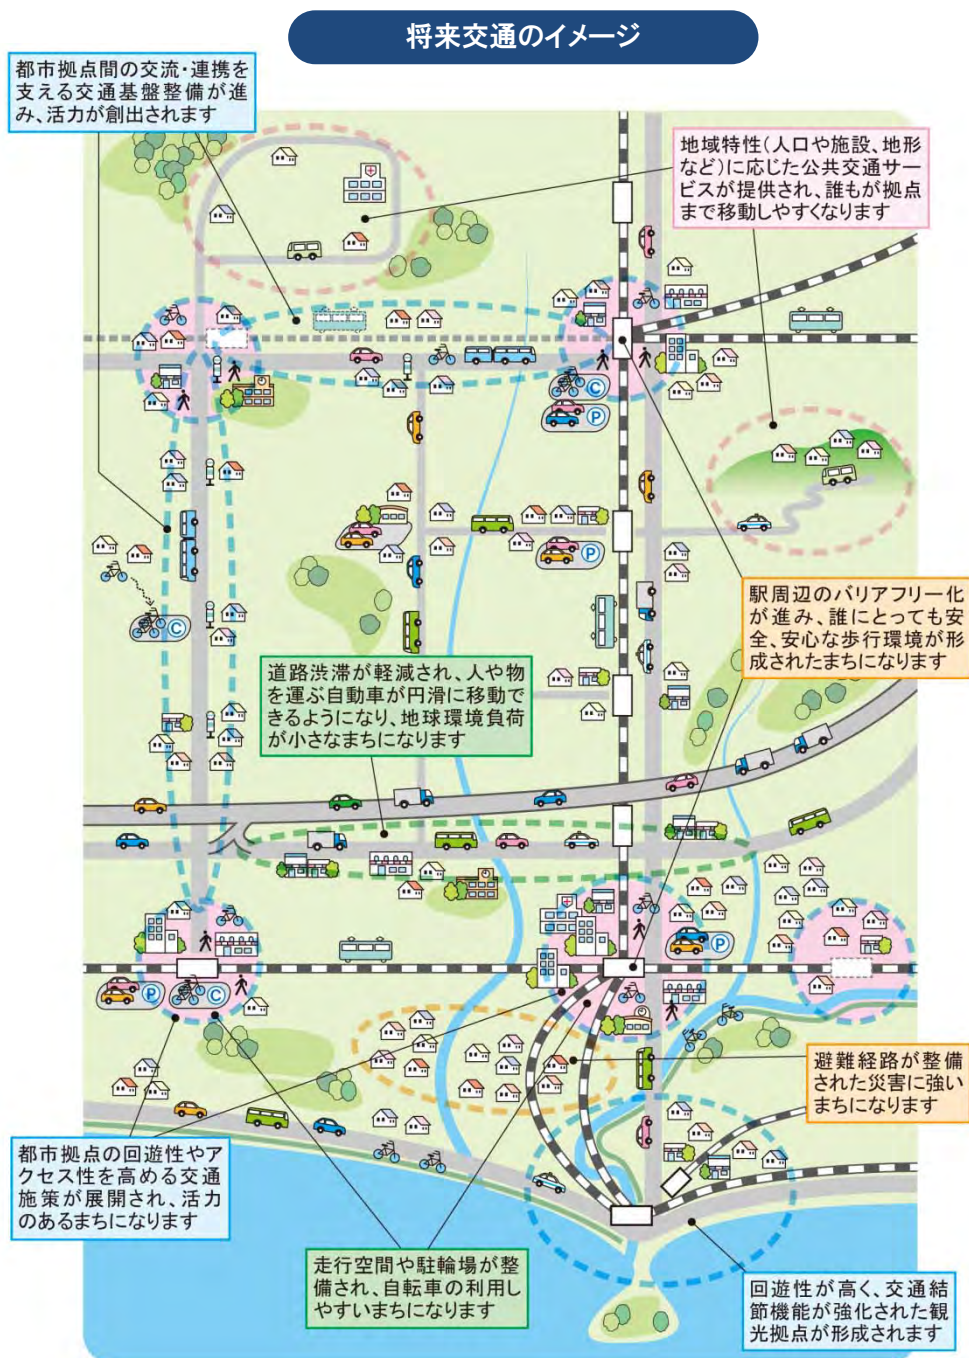 将来交通のイメージ
都市拠点間の交流・連携を
支える交通基盤整備が進
み、活力が創出されます
地域特性(人口や施設、地形
など)に応じた公共交通サー
ビスが提供され、誰もが拠点
まで移動しやすくなります
C
P
P
C
駅周辺のバリアフリー化
が進み、誰にとっても安
全、安心な歩行環境が形
成されたまちになります
道路渋滞が軽減され、人や物
を運ぶ自動車が円滑に移動で
きるようになり、地球環境負荷
が小さなまちになります
P
P
C
避難経路が整備
された災害に強い
まちになります
都市拠点の回遊性やア
クセス性を高める交通
施策が展開され、活力
のあるまちになります
走行空間や駐輪場が整
備され、自転車の利用し
やすいまちになります
回遊性が高く、交通結
節機能が強化された観
光拠点が形成されます